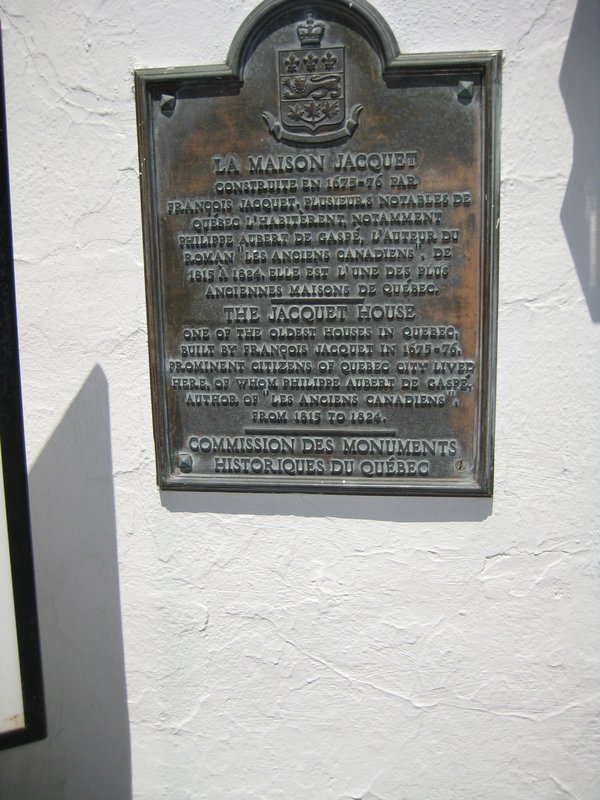 LA MAISON JACQUET
CONSTRUITE EN 1675-76 PAR
FRANÇOIS JACQUET, PLUSIEURS NOTABLES DE
QUÉBEC L'HABITÈRENT, NOTAMMENT
PHILIPPE AUBERT DE GASPÉ, L'AUTEUR DU
ROMAN "LES ANCIENS CANADIENS", DE
1815 À 1824. ELLE EST L'UNE DES PLUS
ANCIENNES MAISONS DE QUÉBEC.
THE JACQUET HOUSE
ONE OF THE OLDEST HOUSES IN QUEBEC,
BUILT BY FRANÇOIS JACQUET IN 1675-76.
PROMINENT CITIZENS OF QUEBEC CITY LIVED
HERE, OF WHOM PHILIPPE AUBERT DE GASPÉ,
AUTHOR OF "LES ANCIENS CANADIENS",
FROM 1815 TO 1824.
COMMISSION DES MONUMENTS
HISTORIQUES DU QUÉBEC